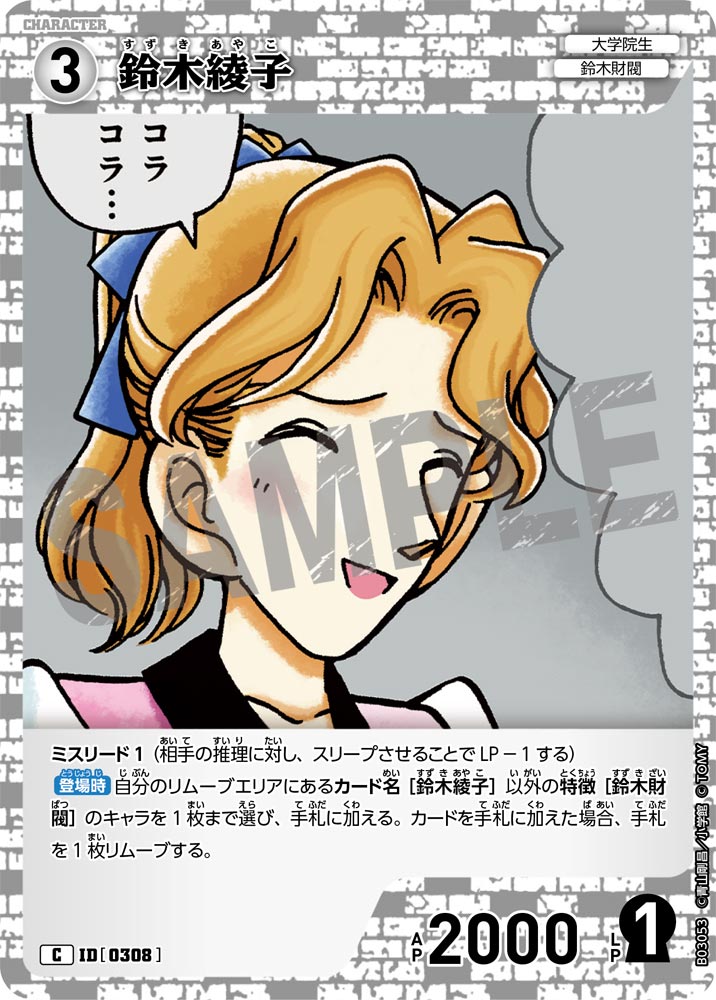 CHARACTER
3
すずきあやこ
鈴木綾子
大学院生
鈴木財閥
コラ
コラ…
SAMPLE
ミスリード1（相手の推理に対し、スリープさせることでLP－1する）
登場時 自分のリムーブエリアにあるカード名［鈴木綾子］以外の特徴［鈴木財
閥］のキャラを1枚まで選び、手札に加える。カードを手札に加えた場合、手札
を1枚リムーブする。
C ID[0308]
AP 2000
LP 1
B03053 ©青山剛昌／小学館 ©TOMY